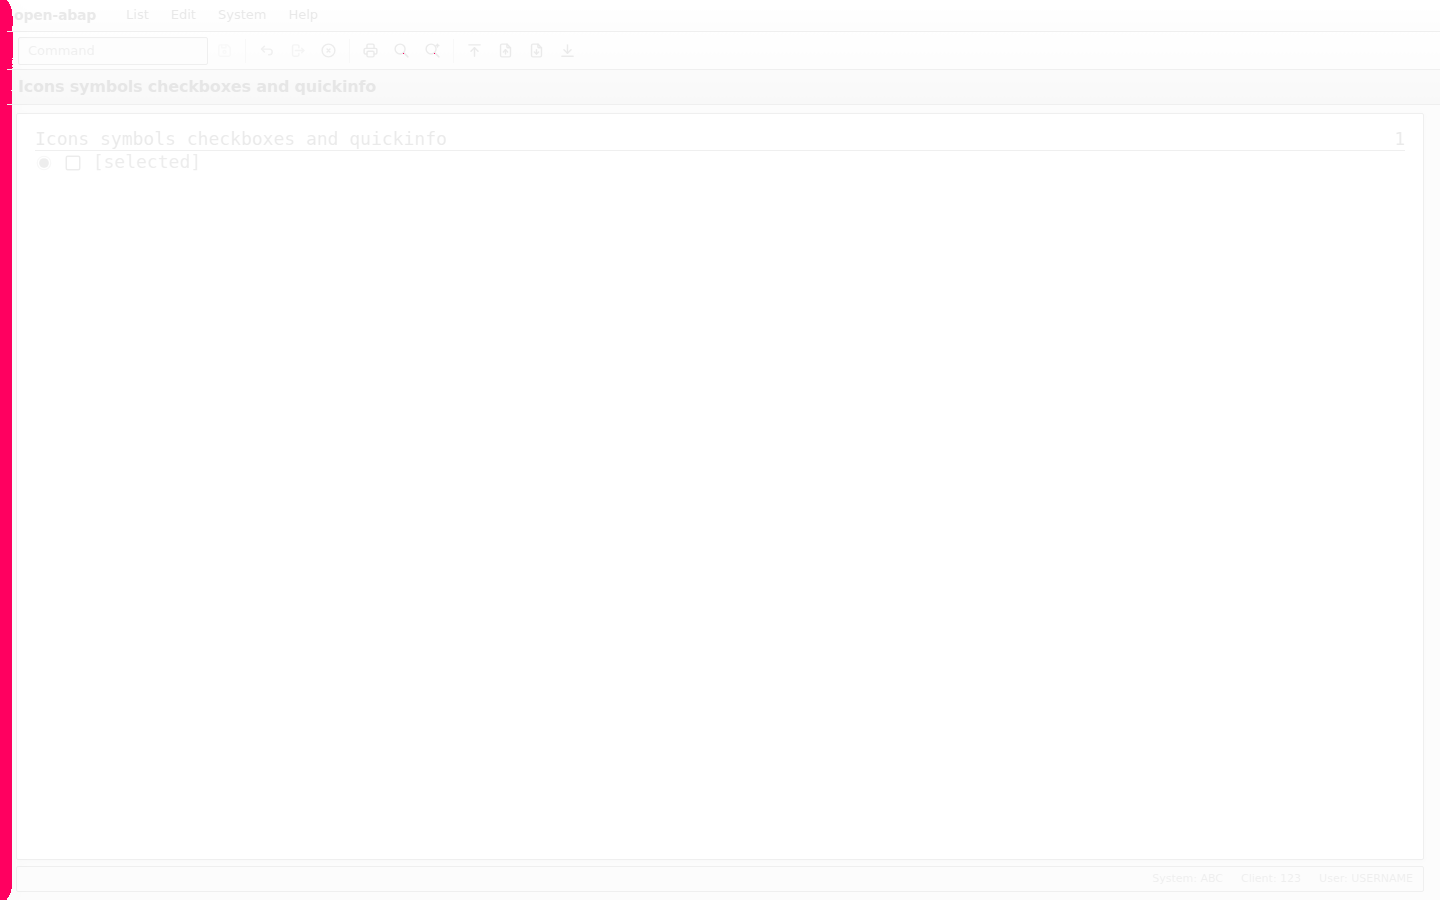 open-abap List Edit System Help
Command
Icons symbols checkboxes and quickinfo
Icons symbols checkboxes and quickinfo 1
[selected]
System: ABC Client: 123 User: USERNAME